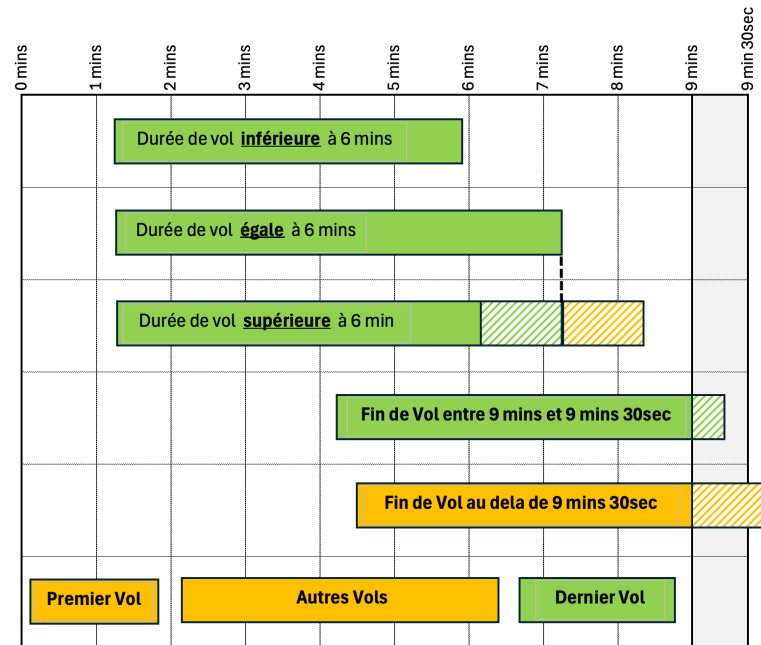 0 mins
1 mins
2 mins
3 mins
4 mins
5 mins
6 mins
7 mins
8 mins
9 mins
9 min 30sec
Durée de vol inférieure à 6 mins
Durée de vol égale à 6 mins
Durée de vol supérieure à 6 min
Fin de Vol entre 9 mins et 9 mins 30sec
Fin de Vol au dela de 9 mins 30sec
Premier Vol
Autres Vols
Dernier Vol